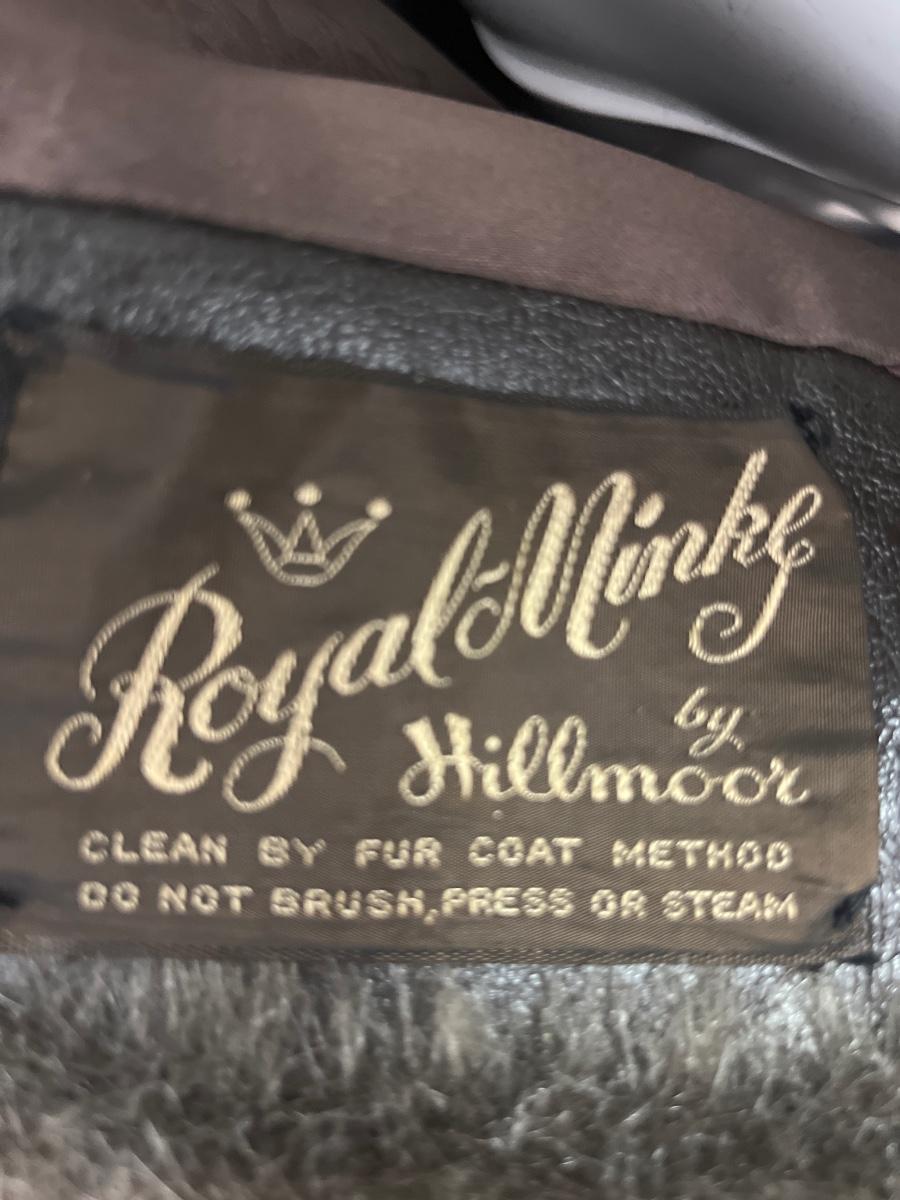 Royal-Minks
by
Hillmoor
CLEAN BY FUR COAT METHOD
DO NOT BRUSH, PRESS OR STEAM